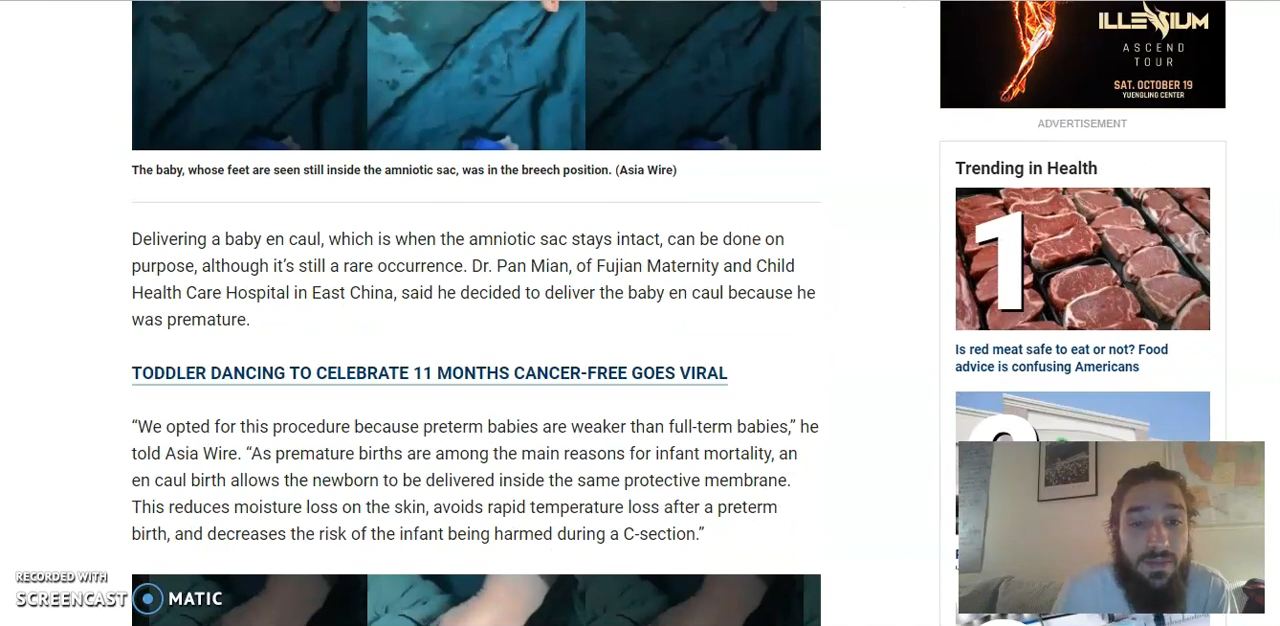 ILLENIUM
ASCEND
TOUR
SAT. OCTOBER 19
YUENGLING CENTER
ADVERTISEMENT
The baby, whose feet are seen still inside the amniotic sac, was in the breech position. (Asia Wire)
Delivering a baby en caul, which is when the amniotic sac stays intact, can be done on
purpose, although it’s still a rare occurrence. Dr. Pan Mian, of Fujian Maternity and Child
Health Care Hospital in East China, said he decided to deliver the baby en caul because he
was premature.
TODDLER DANCING TO CELEBRATE 11 MONTHS CANCER-FREE GOES VIRAL
“We opted for this procedure because preterm babies are weaker than full-term babies,” he
told Asia Wire. “As premature births are among the main reasons for infant mortality, an
en caul birth allows the newborn to be delivered inside the same protective membrane.
This reduces moisture loss on the skin, avoids rapid temperature loss after a preterm
birth, and decreases the risk of the infant being harmed during a C-section.”
Trending in Health
1
Is red meat safe to eat or not? Food
advice is confusing Americans
RECORDED WITH
SCREENCAST MATIC